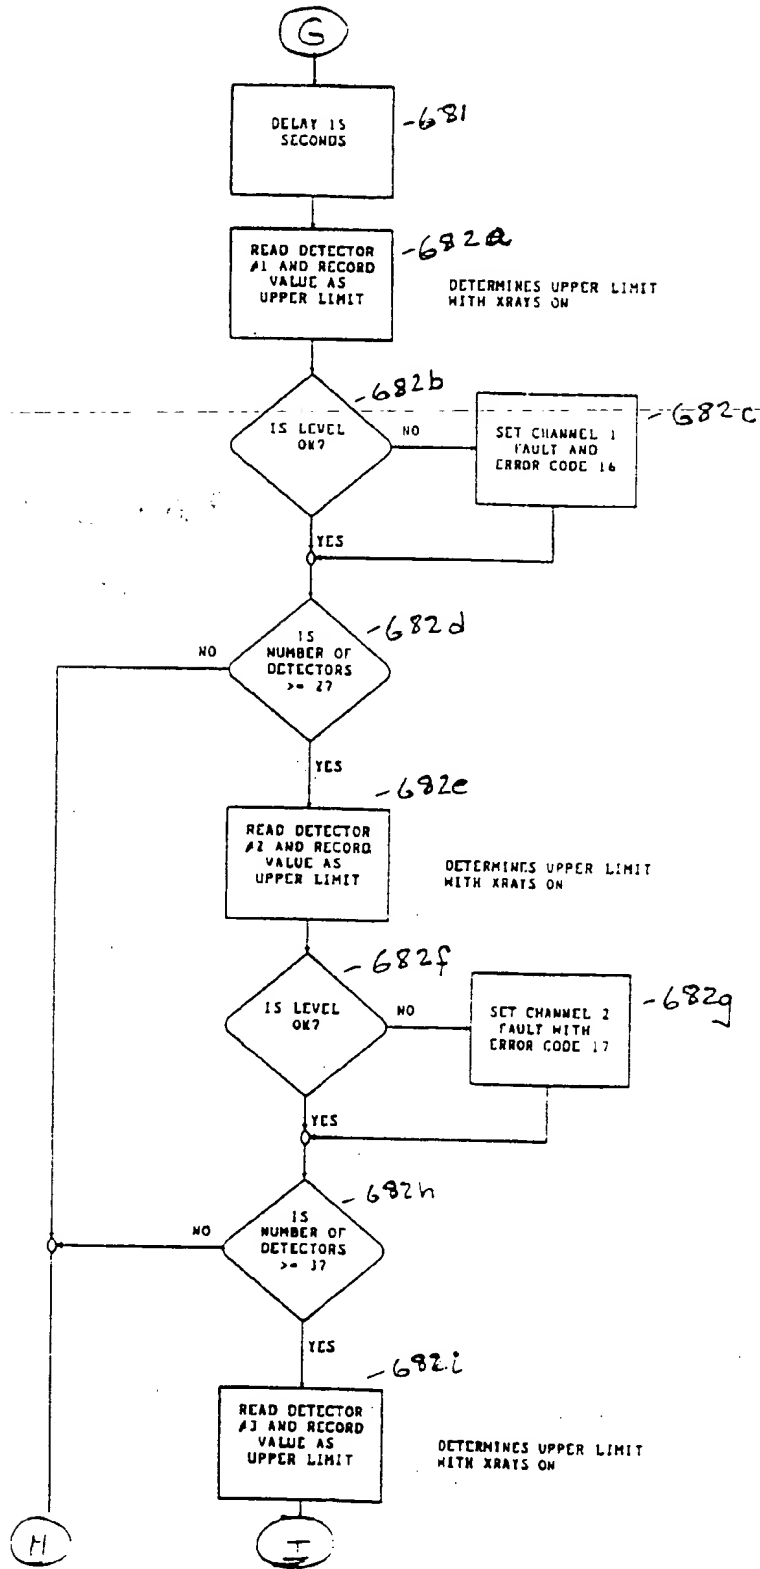 G
DELAY 15
SECONDS
-681
READ DETECTOR
#1 AND RECORD
VALUE AS
UPPER LIMIT
-682a
DETERMINES UPPER LIMIT
WITH XRAYS ON
IS LEVEL
OK?
-682b
NO
SET CHANNEL 1
FAULT AND
ERROR CODE 16
-682c
YES
IS
NUMBER OF
DETECTORS
>= 2?
-682d
NO
YES
READ DETECTOR
#2 AND RECORD
VALUE AS
UPPER LIMIT
-682e
DETERMINES UPPER LIMIT
WITH XRAYS ON
IS LEVEL
OK?
-682f
NO
SET CHANNEL 2
FAULT WITH
ERROR CODE 17
-682g
YES
IS
NUMBER OF
DETECTORS
>= 3?
-682h
NO
YES
READ DETECTOR
#3 AND RECORD
VALUE AS
UPPER LIMIT
-682i
DETERMINES UPPER LIMIT
WITH XRAYS ON
H
I